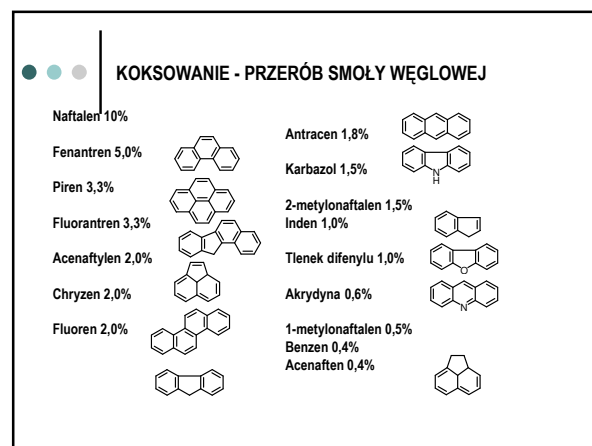 KOKSOWANIE - PRZERÓB SMOŁY WĘGLOWEJ
Naftalen 10%
Fenantren 5,0%
Piren 3,3%
Fluorantren 3,3%
Acenaftylen 2,0%
Chryzen 2,0%
Fluoren 2,0%
Antracen 1,8%
Karbazol 1,5%
N
H
2-metylonaftalen 1,5%
Inden 1,0%
Tlenek difenylu 1,0%
O
Akrydyna 0,6%
N
1-metylonaftalen 0,5%
Benzen 0,4%
Acenaften 0,4%